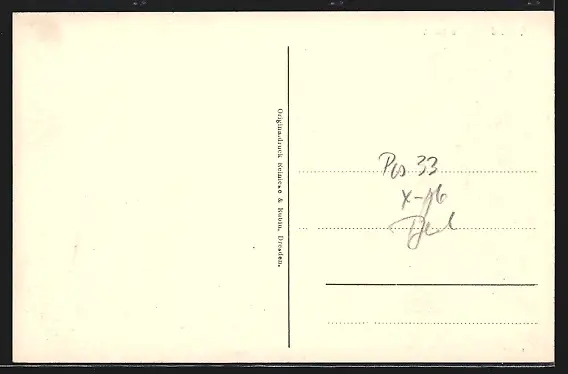 Originaldruck Reinicke & Rubin, Dresden.
Pos 33
X-16